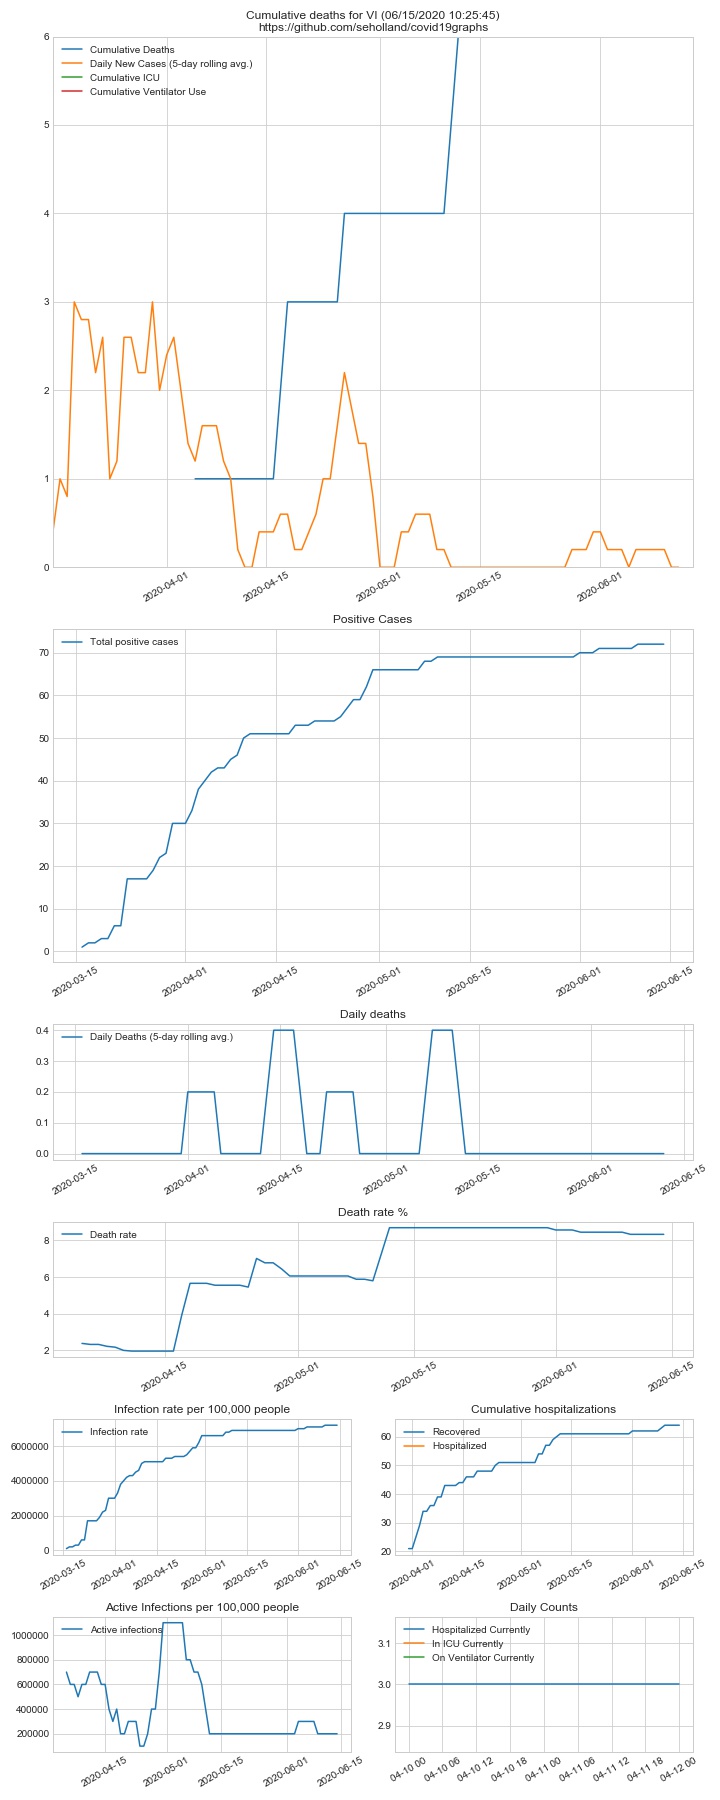 Cumulative deaths for VI (06/15/2020 10:25:45)
https://github.com/seholland/covid19graphs
Cumulative Deaths
Daily New Cases (5-day rolling avg.)
Cumulative ICU
Cumulative Ventilator Use
6
5
4
3
2
1
0
2020-04-01 2020-04-15 2020-05-01 2020-05-15 2020-06-01
Positive Cases
Total positive cases
70
60
50
40
30
20
10
0
2020-03-15 2020-04-01 2020-04-15 2020-05-01 2020-05-15 2020-06-01 2020-06-15
Daily deaths
Daily Deaths (5-day rolling avg.)
0.4
0.3
0.2
0.1
0.0
2020-03-15 2020-04-01 2020-04-15 2020-05-01 2020-05-15 2020-06-01 2020-06-15
Death rate %
Death rate
8
6
4
2
2020-04-15 2020-05-01 2020-05-15 2020-06-01 2020-06-15
Infection rate per 100,000 people
Infection rate
6000000
4000000
2000000
0
2020-03-15 2020-04-01 2020-04-15 2020-05-01 2020-05-15 2020-06-01 2020-06-15
Cumulative hospitalizations
Recovered
Hospitalized
60
50
40
30
20
2020-04-01 2020-04-15 2020-05-01 2020-05-15 2020-06-01 2020-06-15
Active Infections per 100,000 people
Active infections
1000000
800000
600000
400000
200000
2020-04-15 2020-05-01 2020-05-15 2020-06-01 2020-06-15
Daily Counts
Hospitalized Currently
In ICU Currently
On Ventilator Currently
3.1
3.0
2.9
04-10 00 04-10 06 04-10 12 04-10 18 04-11 00 04-11 06 04-11 12 04-11 18 04-12 00